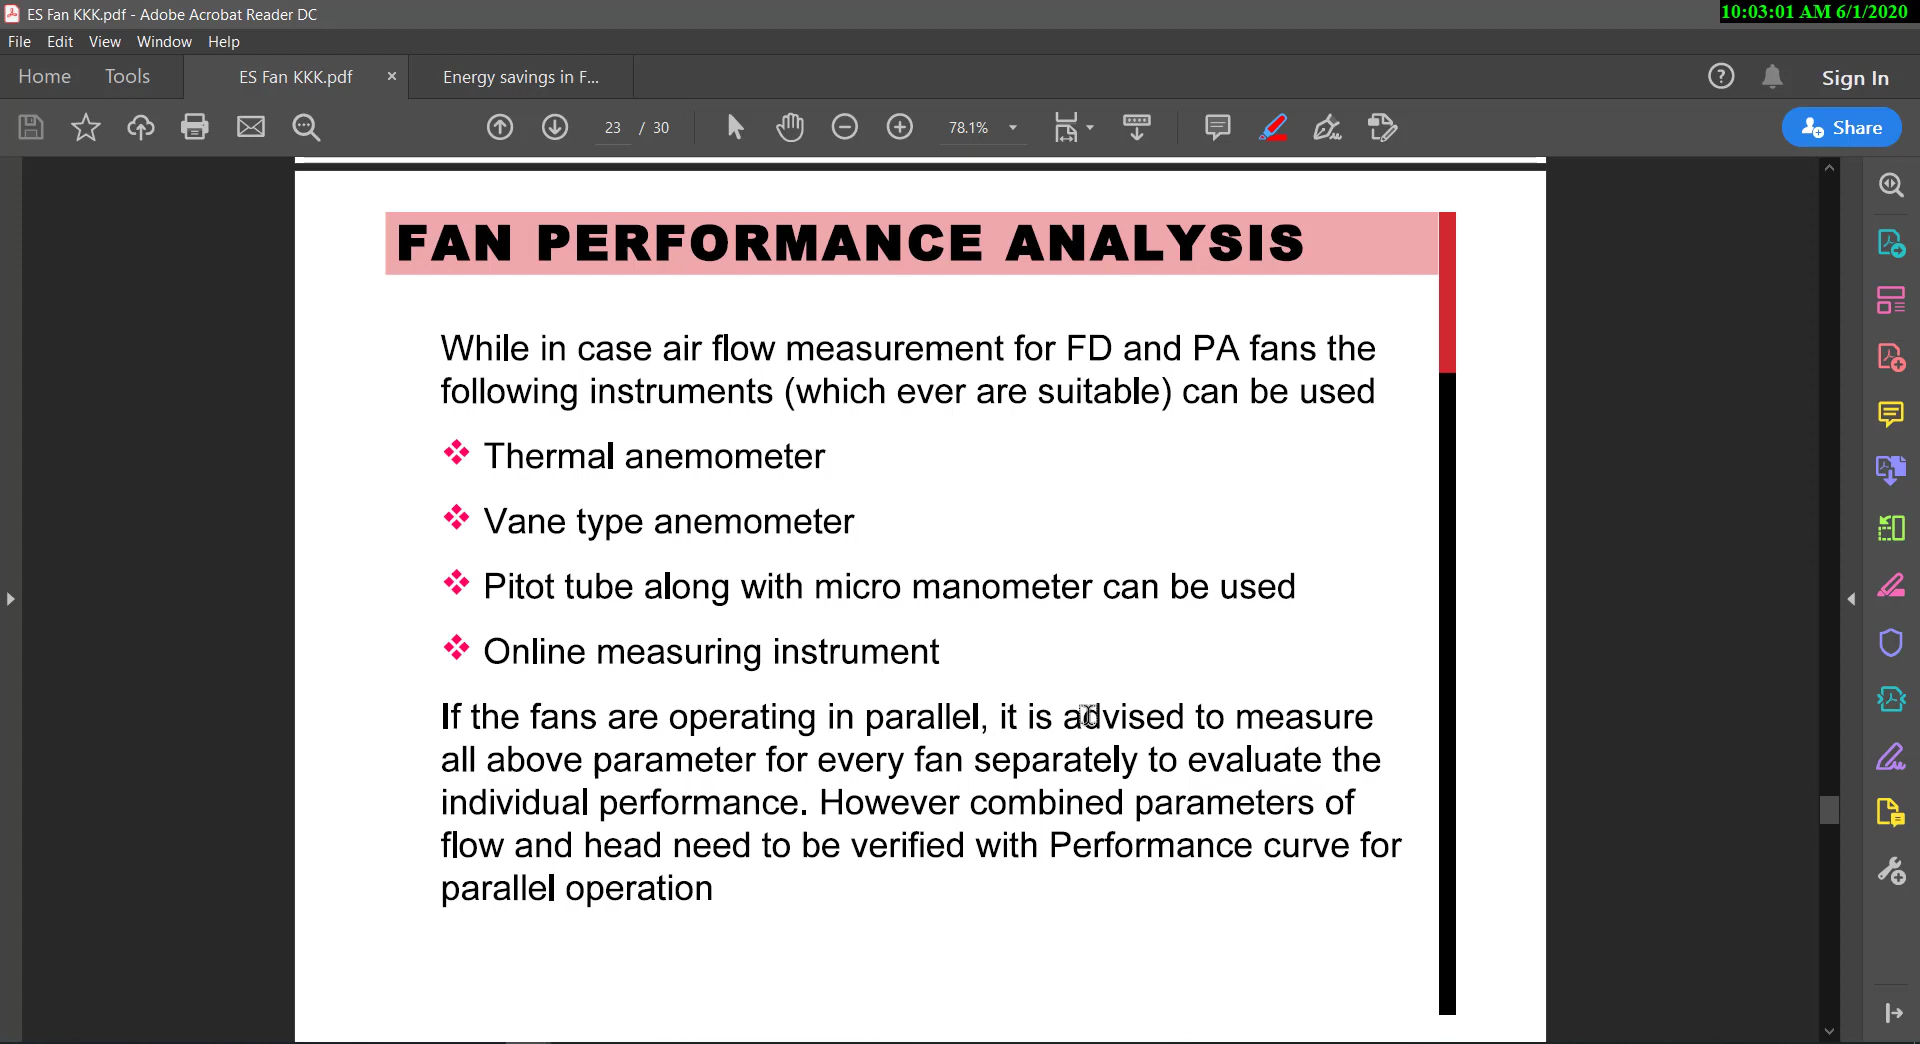 ES Fan KKK.pdf - Adobe Acrobat Reader DC
10:03:01 AM 6/1/2020
File Edit View Window Help
Home Tools ES Fan KKK.pdf × Energy savings in F... Sign In
23 / 30 78.1% Share
FAN PERFORMANCE ANALYSIS
While in case air flow measurement for FD and PA fans the
following instruments (which ever are suitable) can be used
Thermal anemometer
Vane type anemometer
Pitot tube along with micro manometer can be used
Online measuring instrument
If the fans are operating in parallel, it is advised to measure
all above parameter for every fan separately to evaluate the
individual performance. However combined parameters of
flow and head need to be verified with Performance curve for
parallel operation